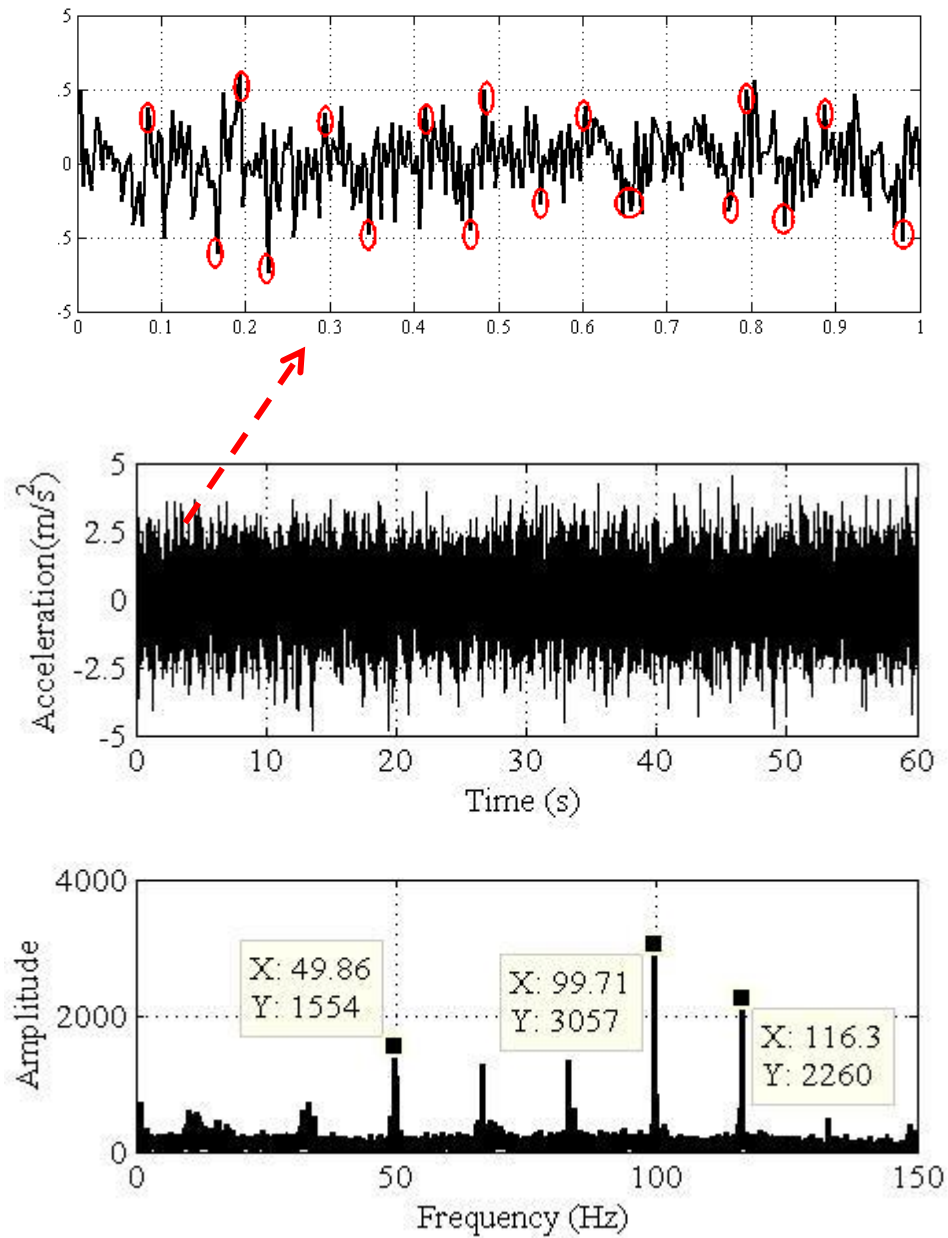 5
.5
0
.5
-5
0 0.1 0.2 0.3 0.4 0.5 0.6 0.7 0.8 0.9 1
Acceleration(m/s²)
5
2.5
0
-2.5
-5
0 10 20 30 40 50 60
Time (s)
Amplitude
4000
2000
0
X: 49.86
Y: 1554
X: 99.71
Y: 3057
X: 116.3
Y: 2260
0 50 100 150
Frequency (Hz)